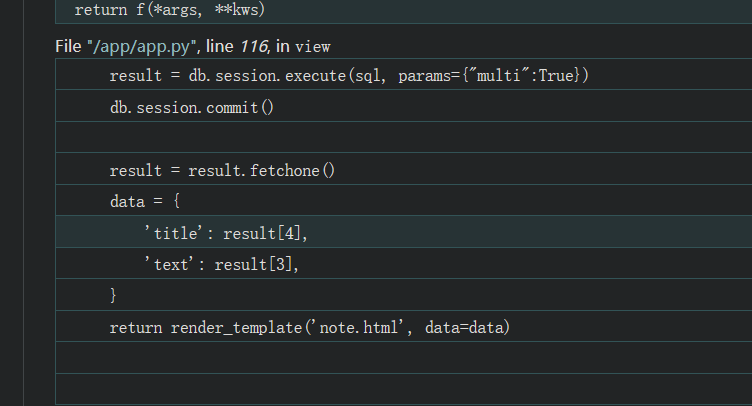 return f(*args, **kws)
File "/app/app.py", line 116, in view
result = db.session.execute(sql, params={"multi":True})
db.session.commit()
result = result.fetchone()
data = {
'title': result[4],
'text': result[3],
}
return render_template('note.html', data=data)